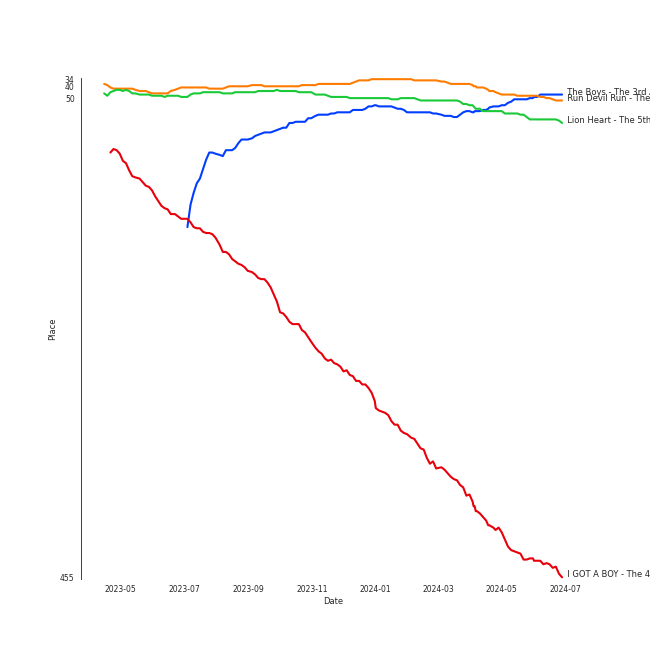 34
40
50
455
Place
The Boys - The 3rd
Run Devil Run - The
Lion Heart - The 5th
I GOT A BOY - The 4
2023-05
2023-07
2023-09
2023-11
2024-01
2024-03
2024-05
2024-07
Date